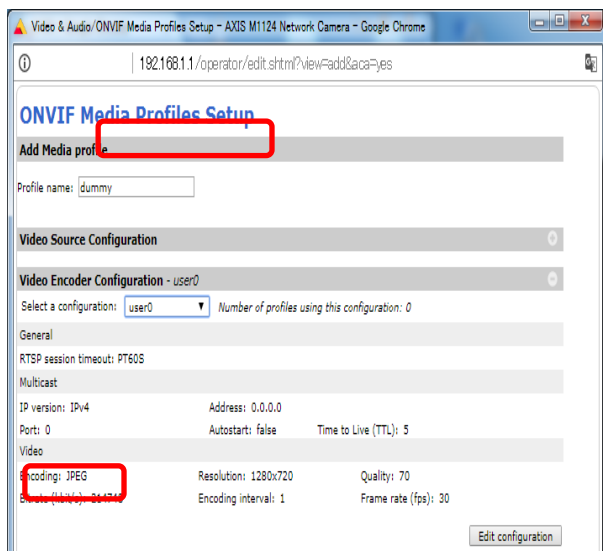 Video & Audio/ONVIF Media Profiles Setup - AXIS M1124 Network Camera - Google Chrome
192.168.1.1/operator/edit.shtml?view=add&aca=yes
ONVIF Media Profiles Setup
Add Media profile
Profile name: dummy
Video Source Configuration
Video Encoder Configuration - user0
Select a configuration: user0 Number of profiles using this configuration: 0
General
RTSP session timeout: PT60S
Multicast
IP version: IPv4 Address: 0.0.0.0
Port: 0 Autostart: false Time to Live (TTL): 5
Video
Encoding: JPEG Resolution: 1280x720 Quality: 70
Bitrate (kbit/s): Encoding interval: 1 Frame rate (fps): 30
Edit configuration